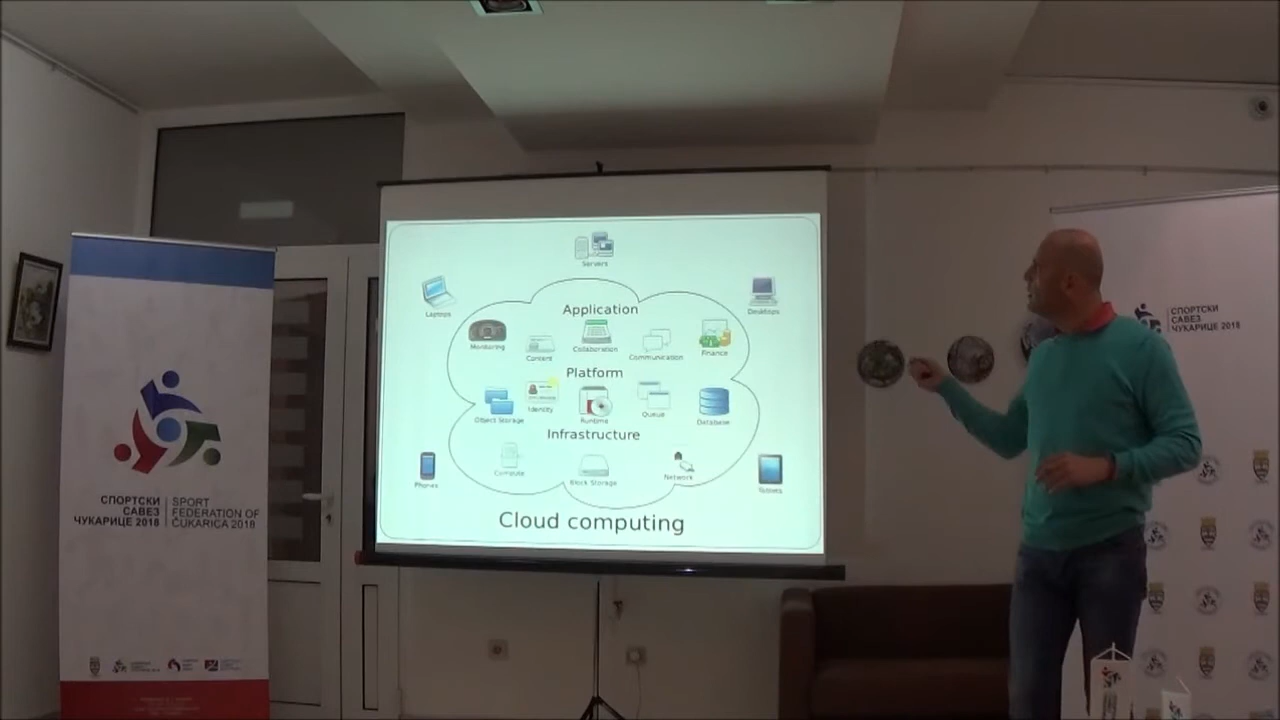 СПОРТСКИ
САВЕЗ
ЧУКАРИЦЕ 2018
SPORT
FEDERATION OF
ČUKARICA 2018
Servers
Laptops
Desktops
Application
Monitoring
Content
Collaboration
Communication
Finance
Platform
Object Storage
Identity
Runtime
Queue
Database
Infrastructure
Phones
Compute
Block Storage
Network
Tablets
Cloud computing
СПОРТСКИ
САВЕЗ
ЧУКАРИЦЕ 2018